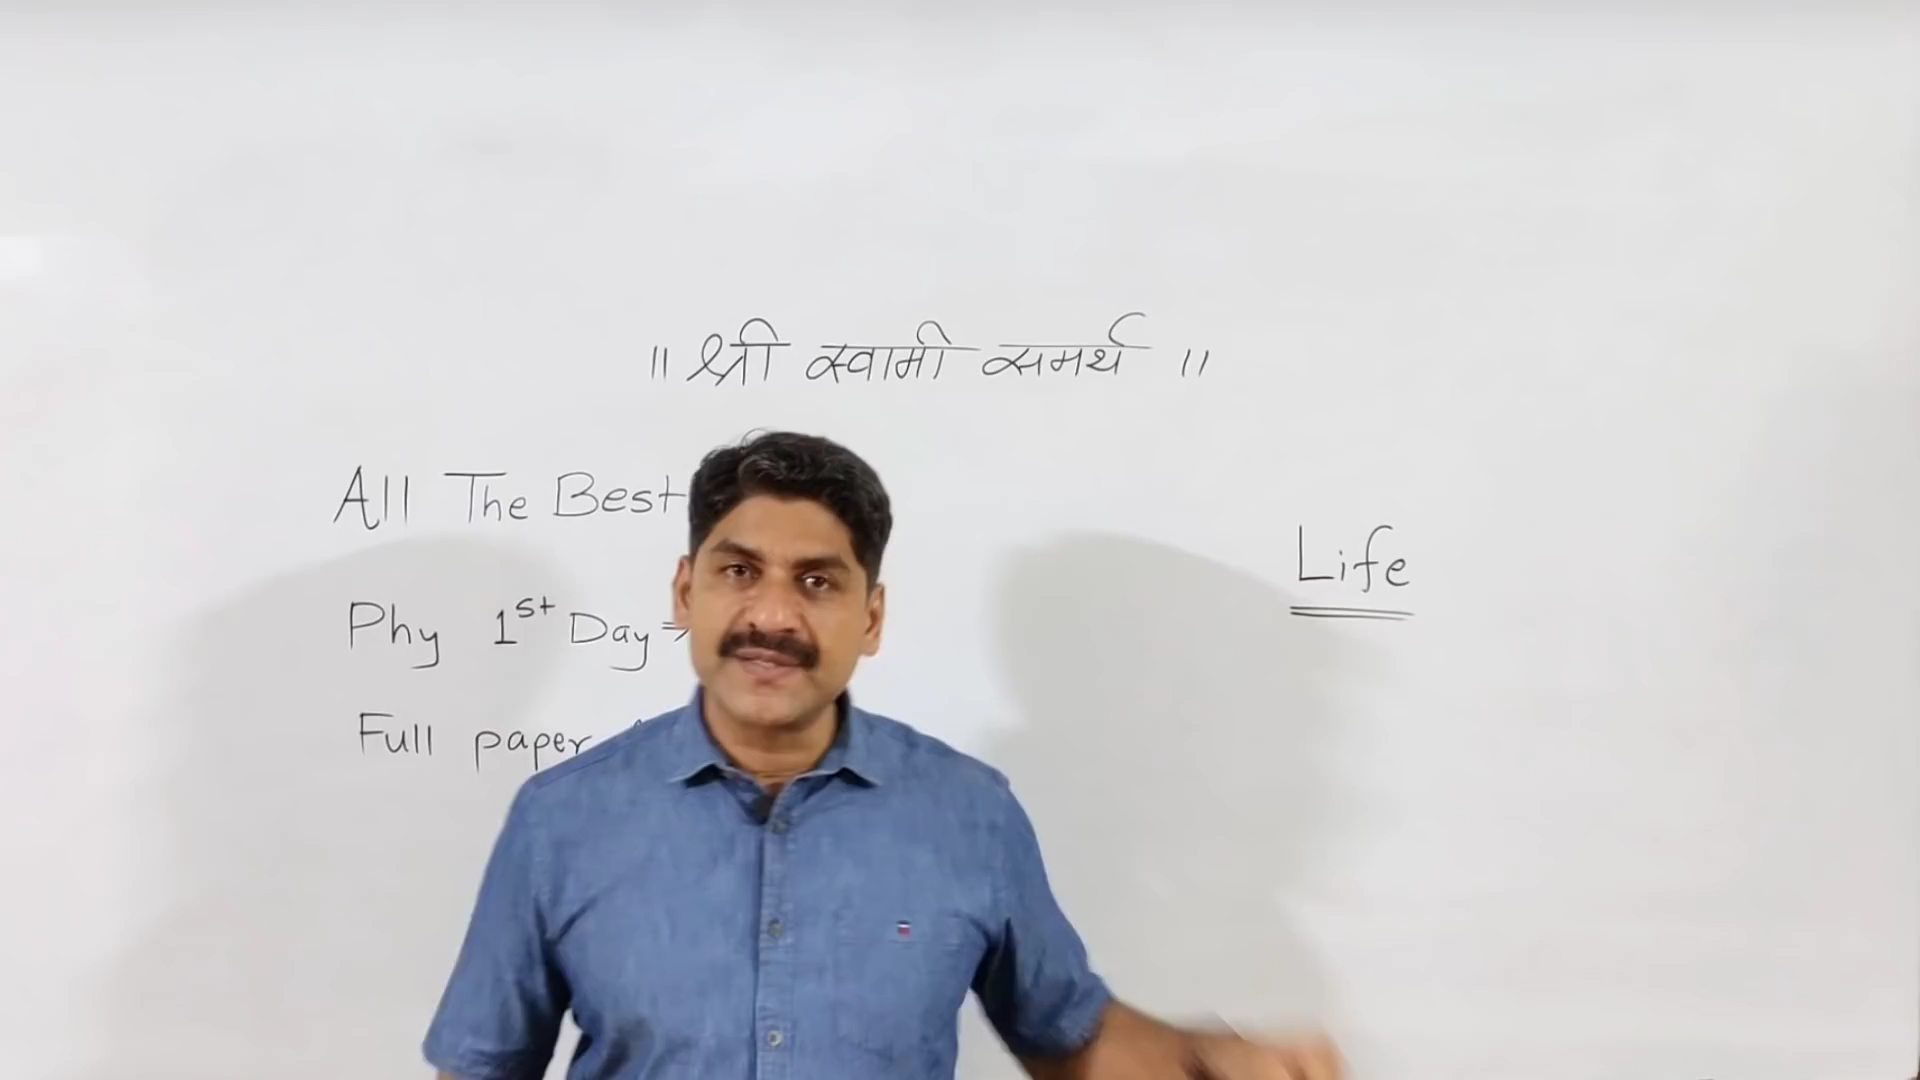 ॥ श्री स्वामी समर्थ ॥
All The Best
Phy 1st Day ⇒
Full paper
Life